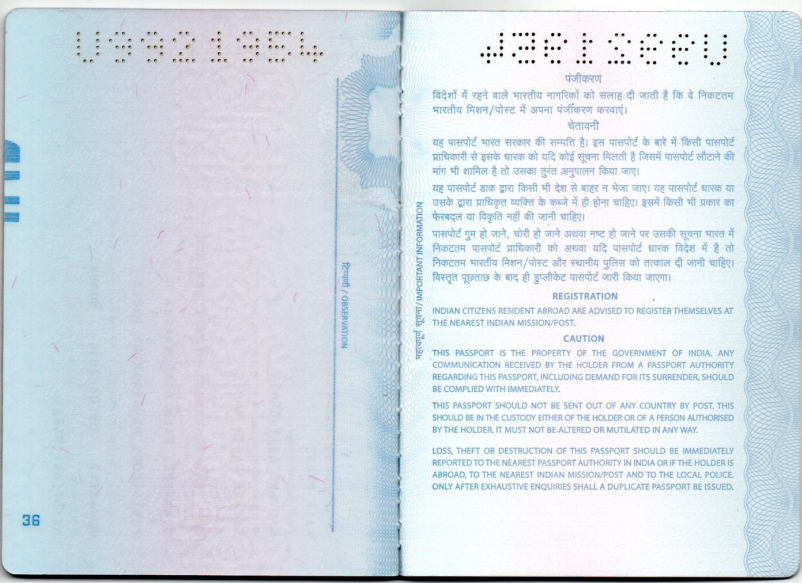 36
टिप्पणी / OBSERVATION
महत्वपूर्ण सूचना / IMPORTANT INFORMATION
पंजीकरण
विदेशों में रहने वाले भारतीय नागरिकों को सलाह दी जाती है कि वे निकटतम
भारतीय मिशन/पोस्ट में अपना पंजीकरण करवाएं।
चेतावनी
यह पासपोर्ट भारत सरकार की सम्पत्ति है। इस पासपोर्ट के बारे में किसी पासपोर्ट
प्राधिकारी से इसके धारक को यदि कोई सूचना मिलती है जिसमें पासपोर्ट लौटाने की
मांग भी शामिल है तो उसका तुरंत अनुपालन किया जाए।
यह पासपोर्ट डाक द्वारा किसी भी देश से बाहर न भेजा जाए। यह पासपोर्ट धारक या
उसके द्वारा प्राधिकृत व्यक्ति के कब्जे में ही होना चाहिए। इसमें किसी भी प्रकार का
फेरबदल या विकृति नहीं की जानी चाहिए।
पासपोर्ट गुम हो जाने, चोरी हो जाने अथवा नष्ट हो जाने पर उसकी सूचना भारत में
निकटतम पासपोर्ट प्राधिकारी को अथवा यदि पासपोर्ट धारक विदेश में है तो
निकटतम भारतीय मिशन/पोस्ट और स्थानीय पुलिस को तत्काल दी जानी चाहिए।
विस्तृत पूछताछ के बाद ही डुप्लीकेट पासपोर्ट जारी किया जाएगा।
REGISTRATION
INDIAN CITIZENS RESIDENT ABROAD ARE ADVISED TO REGISTER THEMSELVES AT
THE NEAREST INDIAN MISSION/POST.
CAUTION
THIS PASSPORT IS THE PROPERTY OF THE GOVERNMENT OF INDIA. ANY
COMMUNICATION RECEIVED BY THE HOLDER FROM A PASSPORT AUTHORITY
REGARDING THIS PASSPORT, INCLUDING DEMAND FOR ITS SURRENDER, SHOULD
BE COMPLIED WITH IMMEDIATELY.
THIS PASSPORT SHOULD NOT BE SENT OUT OF ANY COUNTRY BY POST. THIS
SHOULD BE IN THE CUSTODY EITHER OF THE HOLDER OR OF A PERSON AUTHORISED
BY THE HOLDER. IT MUST NOT BE ALTERED OR MUTILATED IN ANY WAY.
LOSS, THEFT OR DESTRUCTION OF THIS PASSPORT SHOULD BE IMMEDIATELY
REPORTED TO THE NEAREST PASSPORT AUTHORITY IN INDIA OR IF THE HOLDER IS
ABROAD, TO THE NEAREST INDIAN MISSION/POST AND TO THE LOCAL POLICE.
ONLY AFTER EXHAUSTIVE ENQUIRIES SHALL A DUPLICATE PASSPORT BE ISSUED.